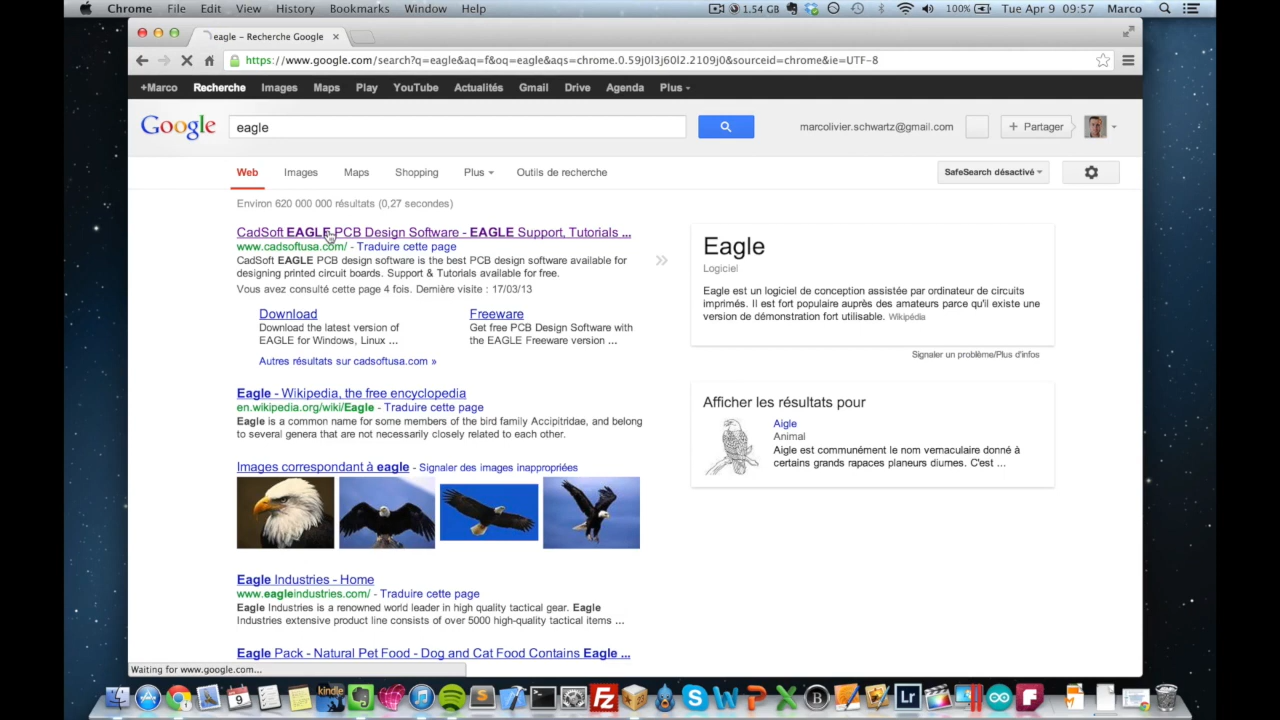 Chrome File Edit View History Bookmarks Window Help 1.54 GB 100% Tue Apr 9 09:57 Marco
eagle - Recherche Google
https://www.google.com/search?q=eagle&aq=f&oq=eagle&aqs=chrome.0.59j0l3j60l2.2109j0&sourceid=chrome&ie=UTF-8
+Marco Recherche Images Maps Play YouTube Actualités Gmail Drive Agenda Plus
Google eagle marcolivier.schwartz@gmail.com + Partager
Web Images Maps Shopping Plus Outils de recherche SafeSearch désactivé
Environ 620 000 000 résultats (0,27 secondes)
CadSoft EAGLE PCB Design Software - EAGLE Support, Tutorials ...
www.cadsoftusa.com/ - Traduire cette page
CadSoft EAGLE PCB design software is the best PCB design software available for
designing printed circuit boards. Support & Tutorials available for free.
Vous avez consulté cette page 4 fois. Dernière visite : 17/03/13
Download
Download the latest version of
EAGLE for Windows, Linux ...
Freeware
Get free PCB Design Software with
the EAGLE Freeware version ...
Autres résultats sur cadsoftusa.com »
Eagle - Wikipedia, the free encyclopedia
en.wikipedia.org/wiki/Eagle - Traduire cette page
Eagle is a common name for some members of the bird family Accipitridae, and belong
to several genera that are not necessarily closely related to each other.
Images correspondant à eagle - Signaler des images inappropriées
Eagle Industries - Home
www.eagleindustries.com/ - Traduire cette page
Eagle Industries is a renowned world leader in high quality tactical gear. Eagle
Industries extensive product line consists of over 5000 high-quality tactical items ...
Eagle Pack - Natural Pet Food - Dog and Cat Food Contains Eagle ...
Eagle
Logiciel
Eagle est un logiciel de conception assistée par ordinateur de circuits
imprimés. Il est fort populaire auprès des amateurs parce qu'il existe une
version de démonstration fort utilisable. Wikipédia
Signaler un problème/Plus d'infos
Afficher les résultats pour
Aigle
Animal
Aigle est communément le nom vernaculaire donné à
certains grands rapaces planeurs diurnes. C'est ...
Waiting for www.google.com...
9 kindle Fz S W P X B Lr F